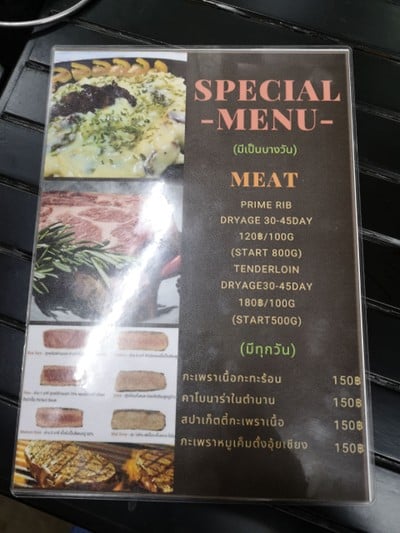 SPECIAL
-MENU-
(มีเป็นบางวัน)
MEAT
PRIME RIB
DRYAGE 30-45DAY
120฿/100G
(START 800G)
TENDERLOIN
DRYAGE30-45DAY
180฿/100G
(START500G)
(มีทุกวัน)
กะเพราเนื้อกะทะร้อน 150฿
คาโบนาร่าในตำนาน 150฿
สปาเก็ตตี้กะเพราเนื้อ 150฿
กะเพราหมูเค็มตั๋งอุ้ยเชียง 150฿